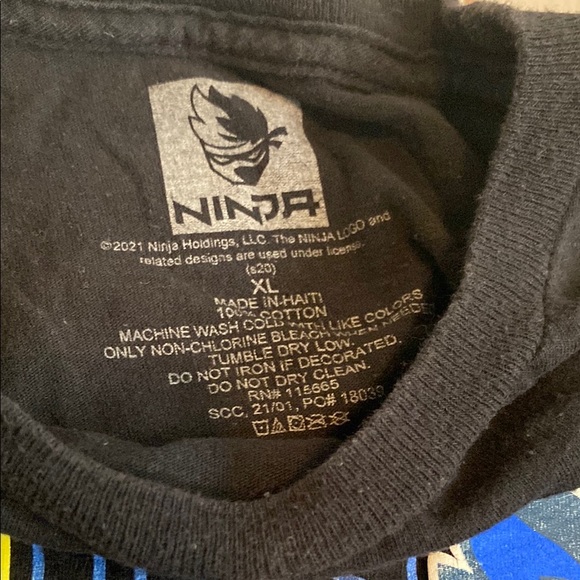 NINJA
©2021 Ninja Holdings, LLC. The NINJA LOGO and
related designs are used under license.
(s20)
XL
MADE IN HAITI
100% COTTON
MACHINE WASH COLD WITH LIKE COLORS
ONLY NON-CHLORINE BLEACH WHEN NEEDED
TUMBLE DRY LOW.
DO NOT IRON IF DECORATED.
DO NOT DRY CLEAN.
RN# 115665
SCC, 21/01, PO# 18039